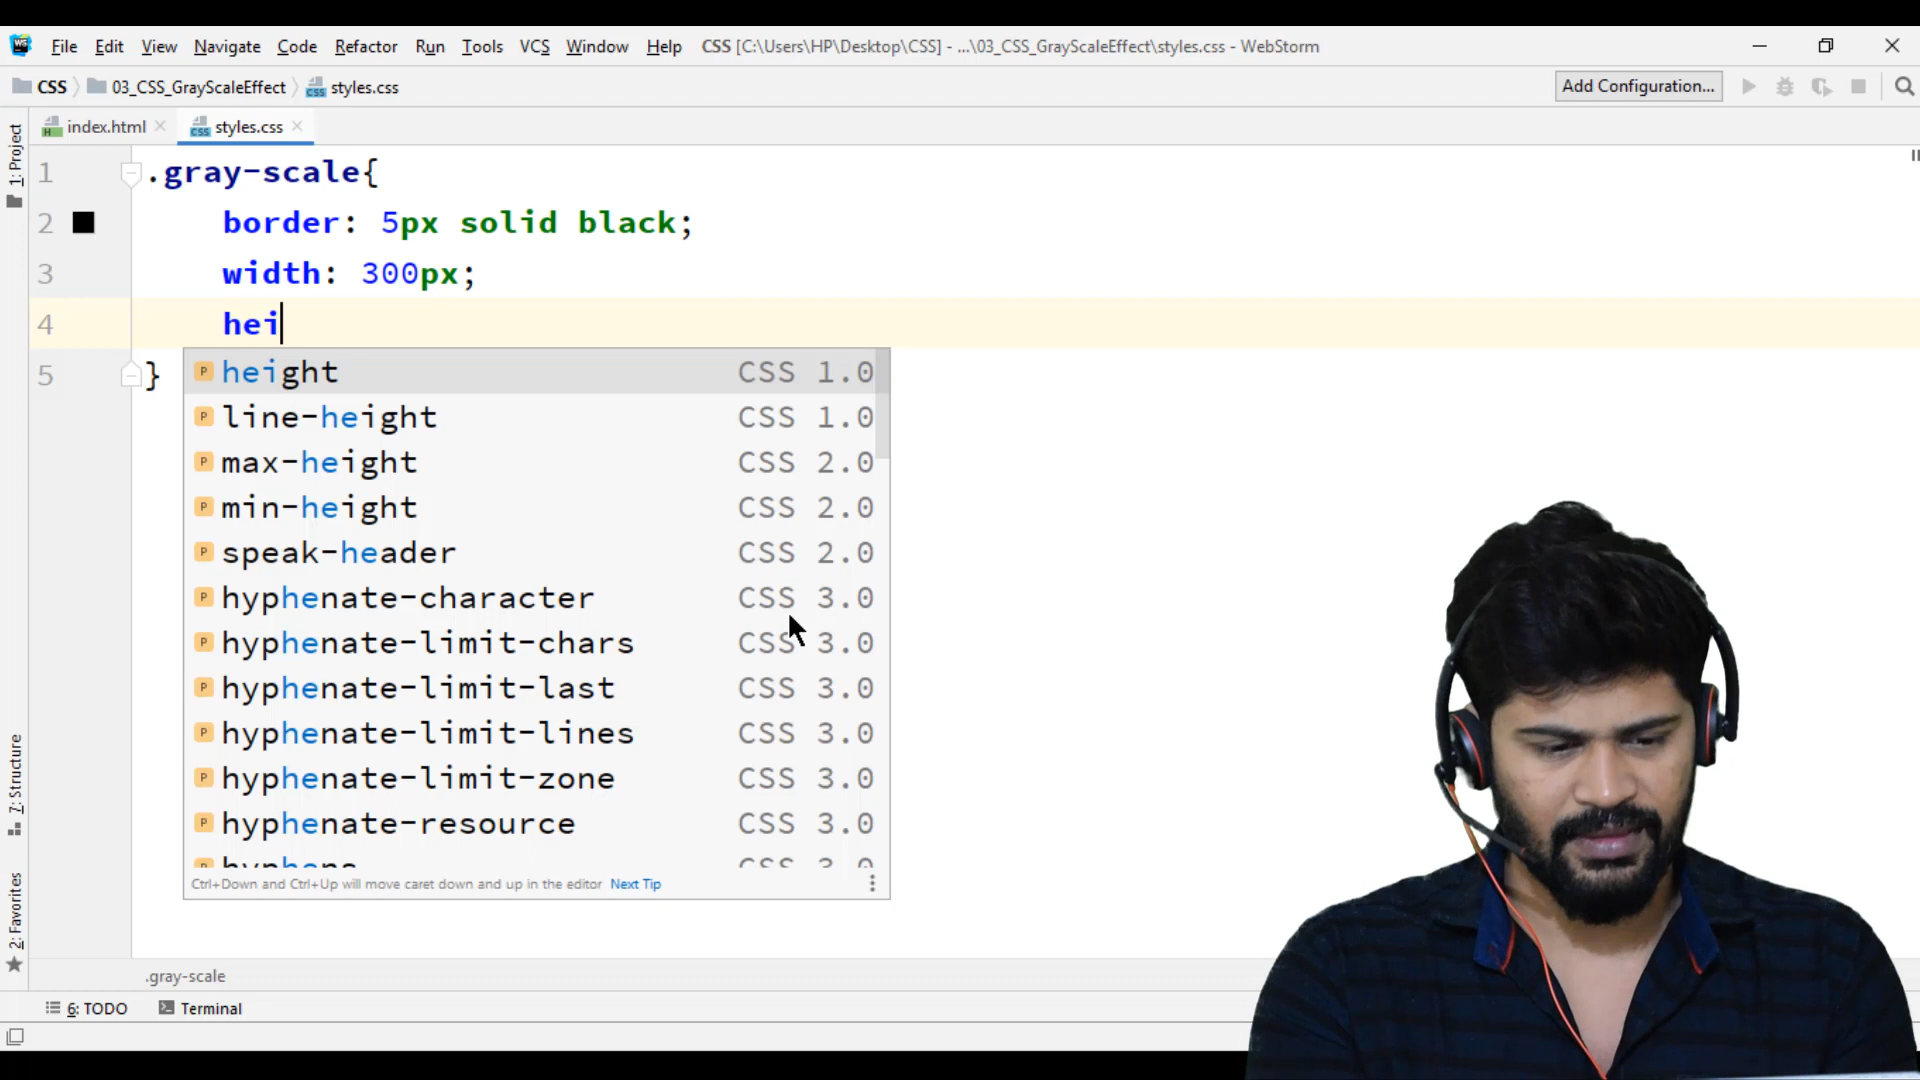 File Edit View Navigate Code Refactor Run Tools VCS Window Help CSS [C:\Users\HP\Desktop\CSS] - ...\03_CSS_GrayScaleEffect\styles.css - WebStorm
CSS 03_CSS_GrayScaleEffect styles.css Add Configuration...
index.html styles.css
1: Project
1 .gray-scale{
2 border: 5px solid black;
3 width: 300px;
4 hei
5 }
height CSS 1.0
line-height CSS 1.0
max-height CSS 2.0
min-height CSS 2.0
speak-header CSS 2.0
hyphenate-character CSS 3.0
hyphenate-limit-chars CSS 3.0
hyphenate-limit-last CSS 3.0
hyphenate-limit-lines CSS 3.0
hyphenate-limit-zone CSS 3.0
hyphenate-resource CSS 3.0
hyphens CSS 3.0
Ctrl+Down and Ctrl+Up will move caret down and up in the editor Next Tip
7: Structure
2: Favorites
.gray-scale
6: TODO Terminal